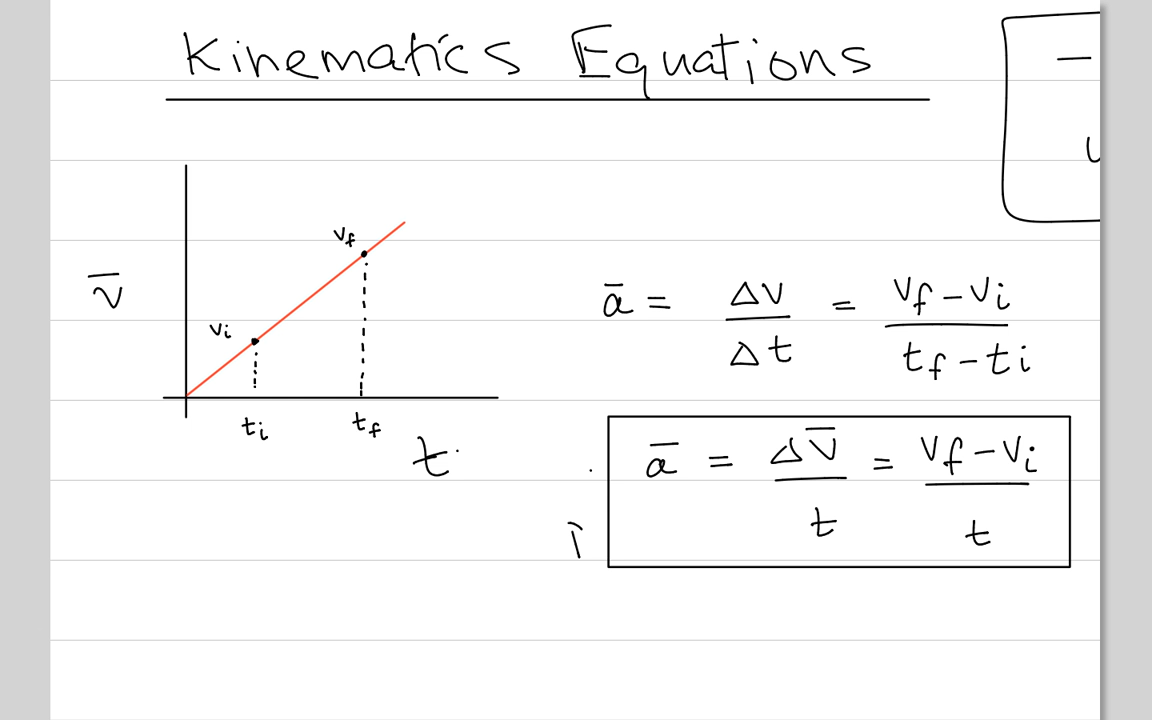 Kinematics Equations
v̄
vf
vi
ti
tf
t
ā = Δv/Δt = (vf - vi)/(tf - ti)
ā = Δv̄/t = (vf - vi)/t